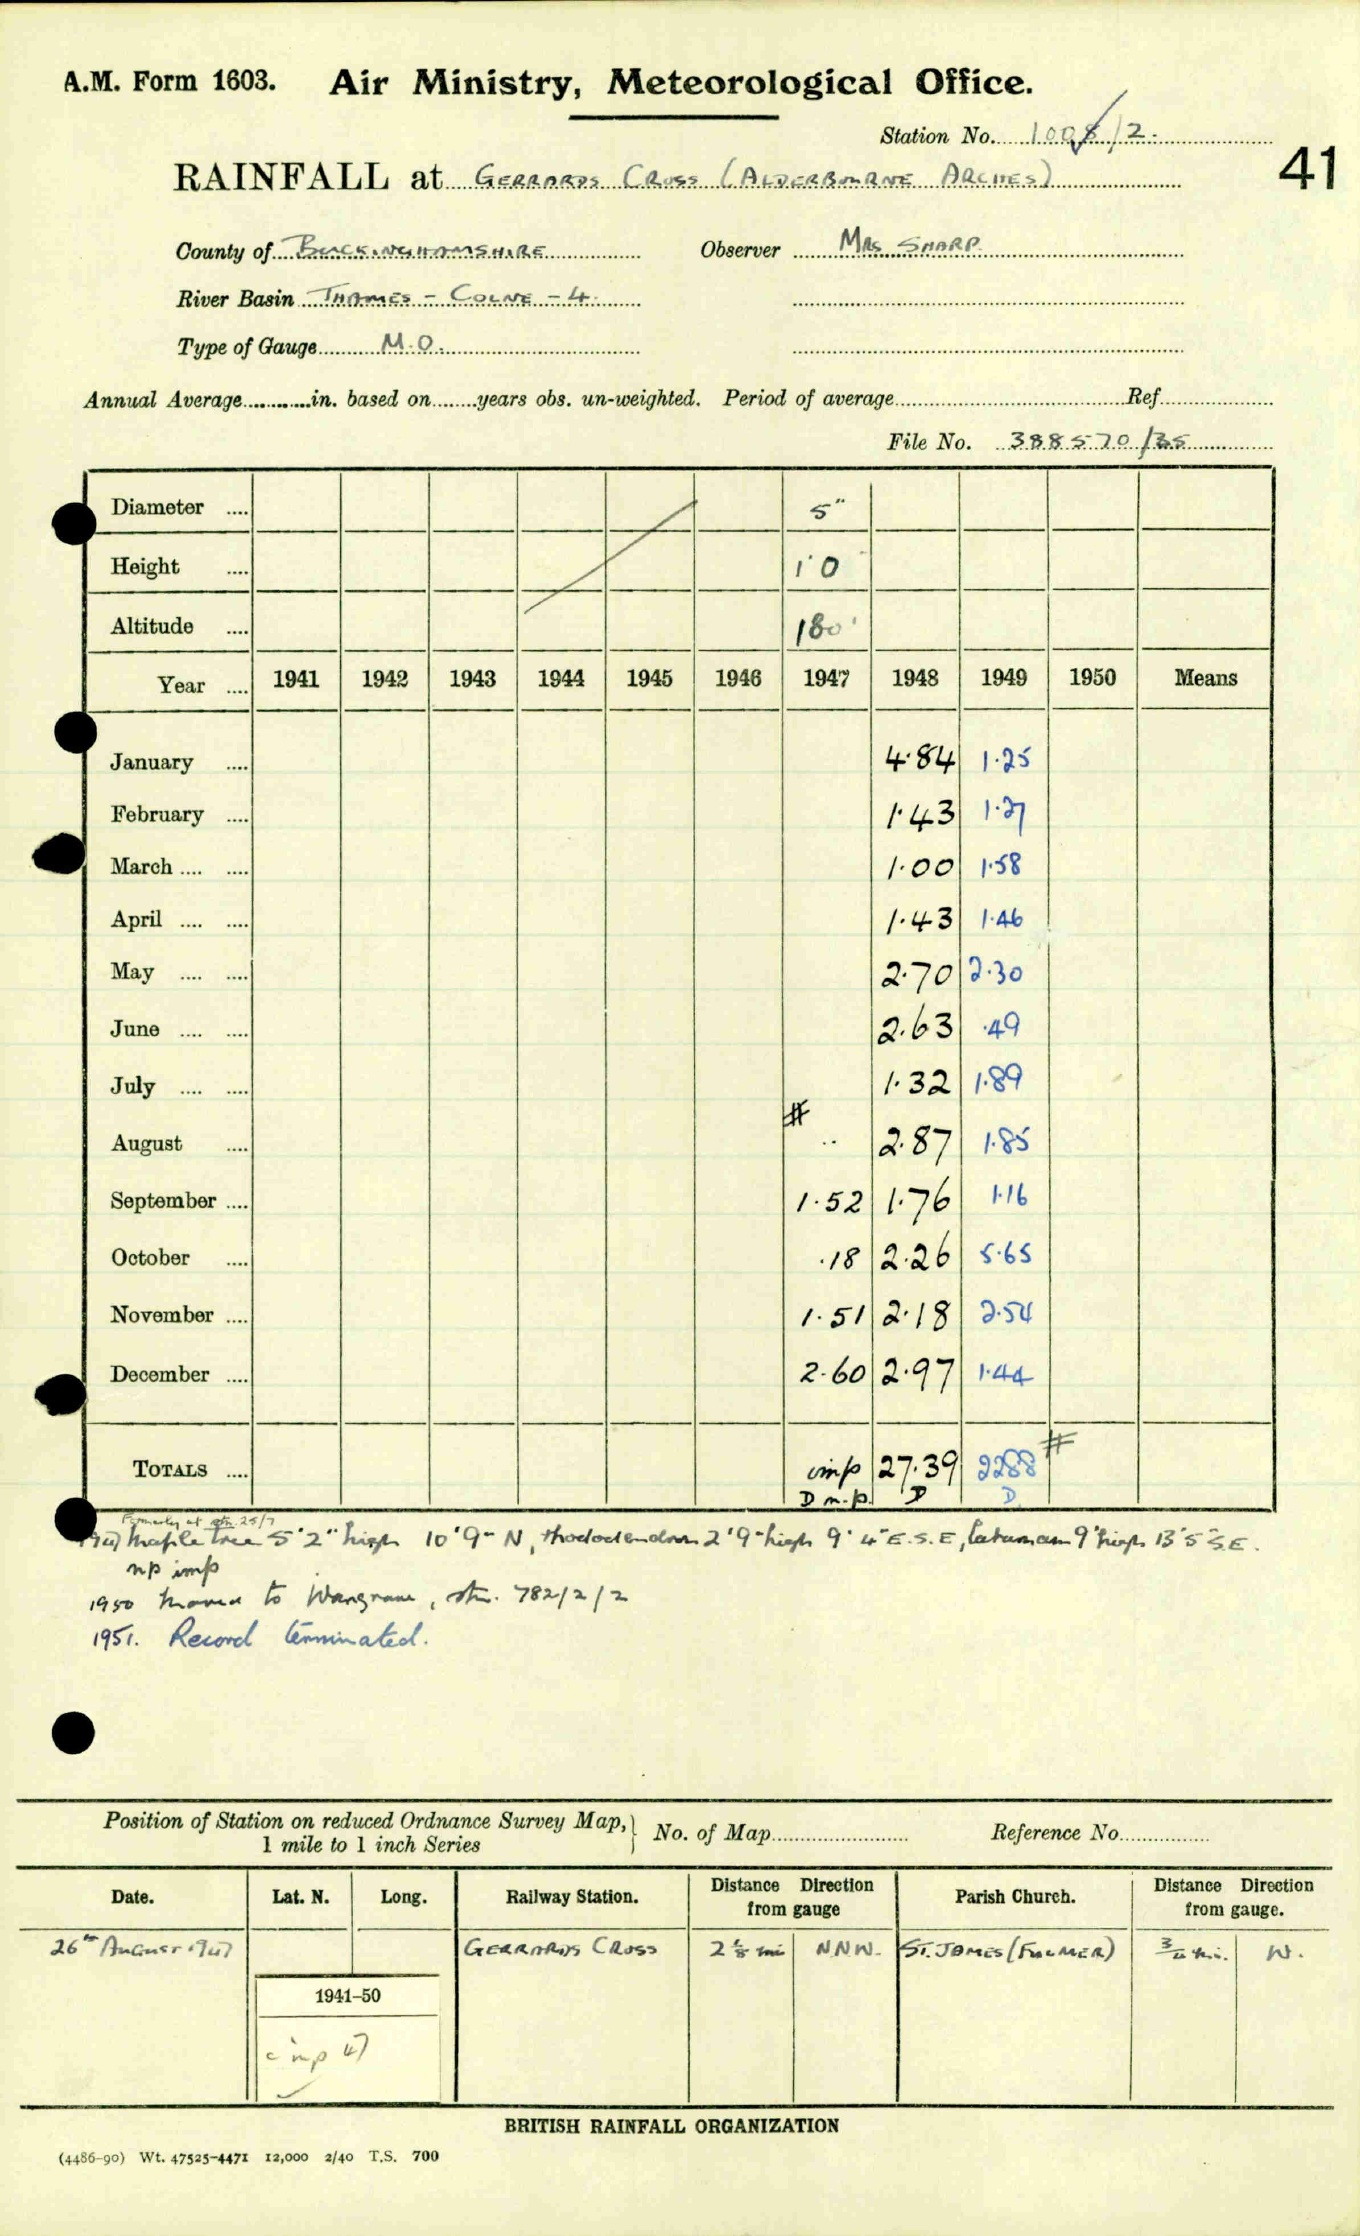 A.M. Form 1603. Air Ministry, Meteorological Office.
Station No. 1008/2.
41
RAINFALL at GERRARDS CROSS (ALDERBOURNE ARCHES)
County of BUCKINGHAMSHIRE Observer MRS SHARP.
River Basin THAMES - COLNE - 4.
Type of Gauge M.O.
Annual Average in. based on years obs. un-weighted. Period of average Ref
File No. 388570/35
Diameter 5"
Height 1'0
Altitude 180'
Year 1941 1942 1943 1944 1945 1946 1947 1948 1949 1950 Means
January 4.84 1.25
February 1.43 1.27
March 1.00 1.58
April 1.43 1.46
May 2.70 2.30
June 2.63 .49
July 1.32 1.89
August # .. 2.87 1.85
September 1.52 1.76 1.16
October .18 2.26 5.65
November 1.51 2.18 2.54
December 2.60 2.97 1.44
TOTALS imp 27.39 2288 #
D n.p. D D
Formerly at stn. 25/7
1947 Maple tree 5'2" high 10'9" N, rhododendron 2'9" high 9'4" E.S.E, 9' high 13'5" S.E.
np imp
1950 Moved to Wargrave, stn. 782/2/2
1951. Record terminated.
Position of Station on reduced Ordnance Survey Map, 1 mile to 1 inch Series No. of Map Reference No.
Date. Lat. N. Long. Railway Station. Distance Direction from gauge Parish Church. Distance Direction from gauge.
26th AUGUST 1947 GERRARDS CROSS 2 1/8 mi N.N.W. ST. JAMES (FULMER) 3/4 mi. W.
1941-50
c imp 47
BRITISH RAINFALL ORGANIZATION
(4486-90) Wt. 47525-4471 12,000 2/40 T.S. 700